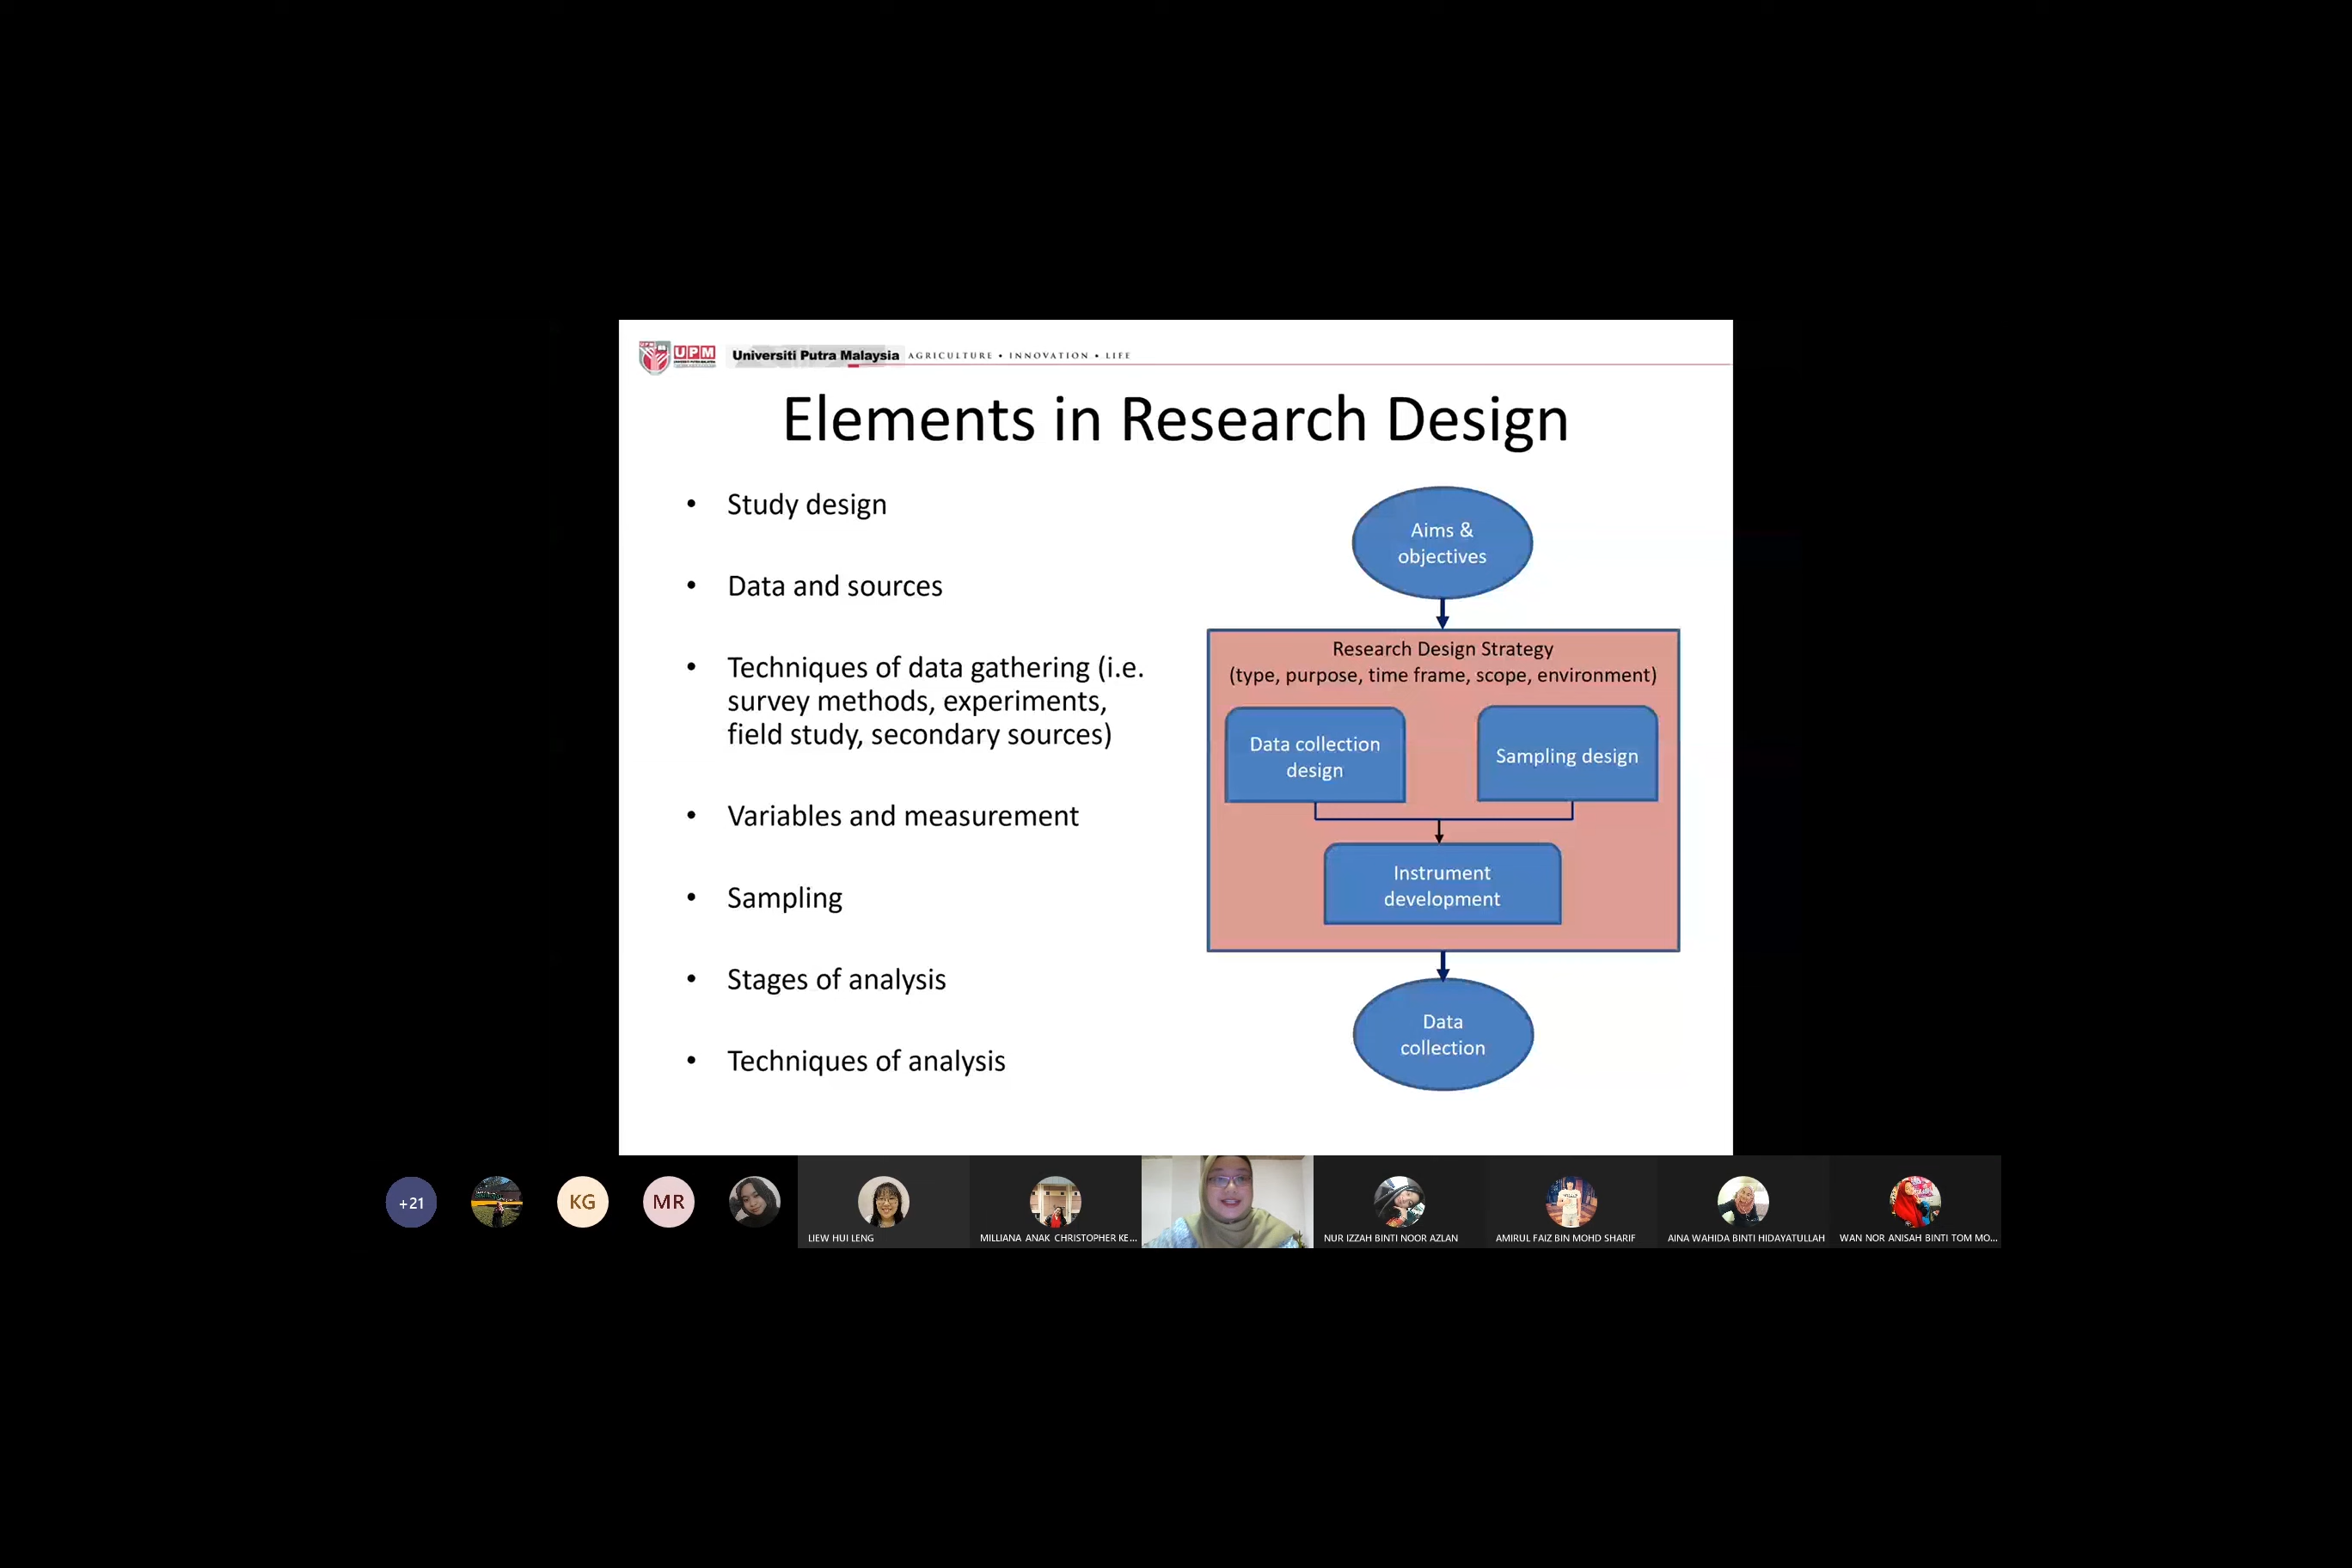 UPM
Universiti Putra Malaysia AGRICULTURE • INNOVATION • LIFE
Elements in Research Design
• Study design
• Data and sources
• Techniques of data gathering (i.e.
survey methods, experiments,
field study, secondary sources)
• Variables and measurement
• Sampling
• Stages of analysis
• Techniques of analysis
Aims &
objectives
Research Design Strategy
(type, purpose, time frame, scope, environment)
Data collection
design
Sampling design
Instrument
development
Data
collection
+21
KG
MR
LIEW HUI LENG
MILLIANA ANAK CHRISTOPHER KE...
NUR IZZAH BINTI NOOR AZLAN
AMIRUL FAIZ BIN MOHD SHARIF
AINA WAHIDA BINTI HIDAYATULLAH
WAN NOR ANISAH BINTI TOM MO...